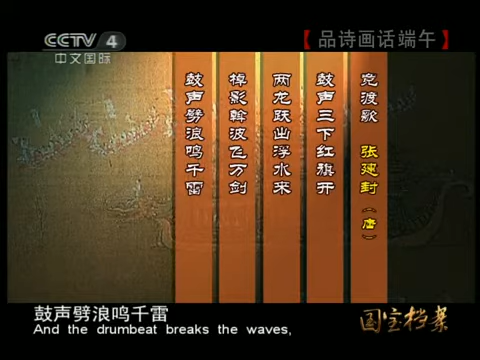 CCTV 4
中文国际
【品诗画话端午】
竞渡歌 张建封（唐）
鼓声三下红旗开
两龙跃出浮水来
棹影斡波飞万剑
鼓声劈浪鸣千雷
鼓声劈浪鸣千雷
And the drumbeat breaks the waves,
国宝档案